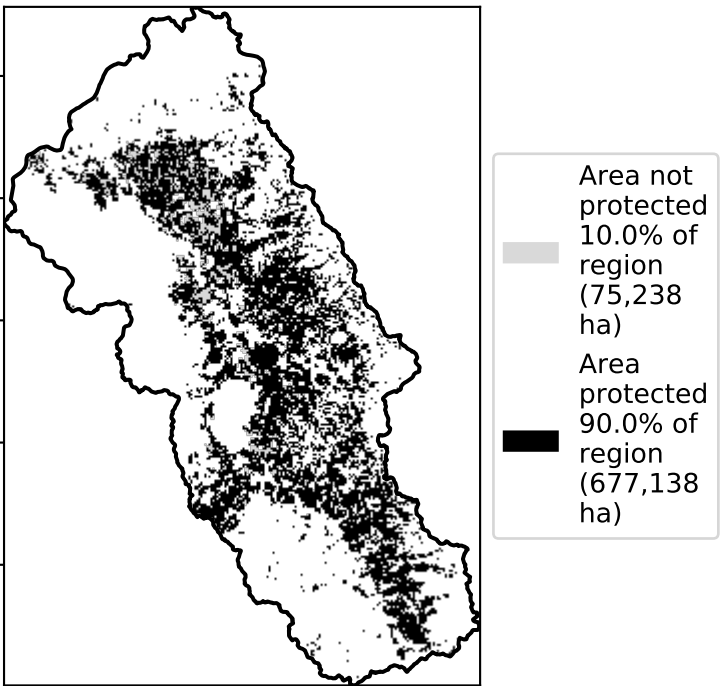 Area not
protected
10.0% of
region
(75,238
ha)
Area
protected
90.0% of
region
(677,138
ha)